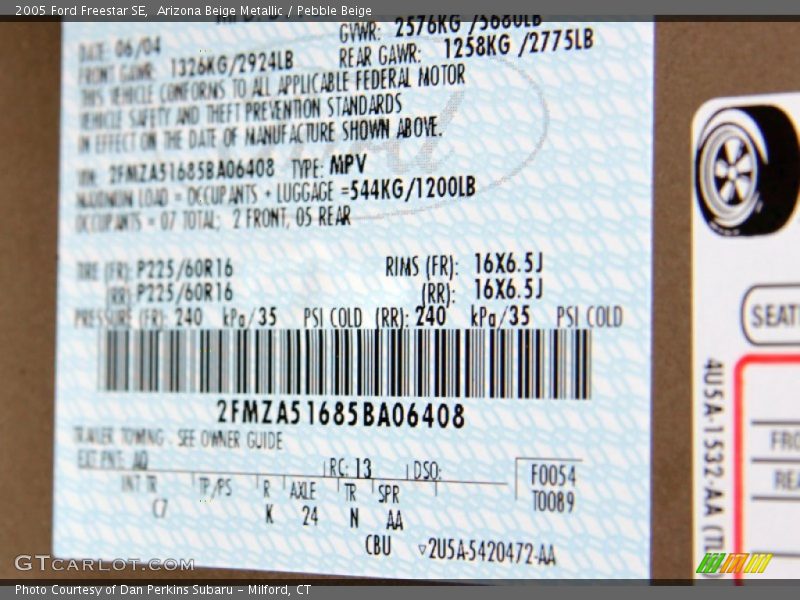 2005 Ford Freestar SE, Arizona Beige Metallic / Pebble Beige
GVWR: 2576KG /5680LB
DATE: 06/04
FRONT GAWR: 1326KG/2924LB REAR GAWR: 1258KG /2775LB
THIS VEHICLE CONFORMS TO ALL APPLICABLE FEDERAL MOTOR
VEHICLE SAFETY AND THEFT PREVENTION STANDARDS
IN EFFECT ON THE DATE OF MANUFACTURE SHOWN ABOVE.
VIN: 2FMZA51685BA06408 TYPE: MPV
MAXIMUM LOAD = OCCUPANTS + LUGGAGE =544KG/1200LB
OCCUPANTS = 07 TOTAL; 2 FRONT, 05 REAR
TIRE (FR): P225/60R16 RIMS (FR): 16X6.5J
(RR): P225/60R16 (RR): 16X6.5J
PRESSURE (FR): 240 kPa/35 PSI COLD (RR): 240 kPa/35 PSI COLD
2FMZA51685BA06408
TRAILER TOWING - SEE OWNER GUIDE
EXT PNT: AQ RC: 13 DSO: F0054
INT TR TP/PS R AXLE TR SPR T0089
C7 K 24 N AA
CBU ▽2U5A-5420472-AA
SEAT
4U5A-1532-AA
FRO
REA
GTCARLOT.COM
Photo Courtesy of Dan Perkins Subaru - Milford, CT